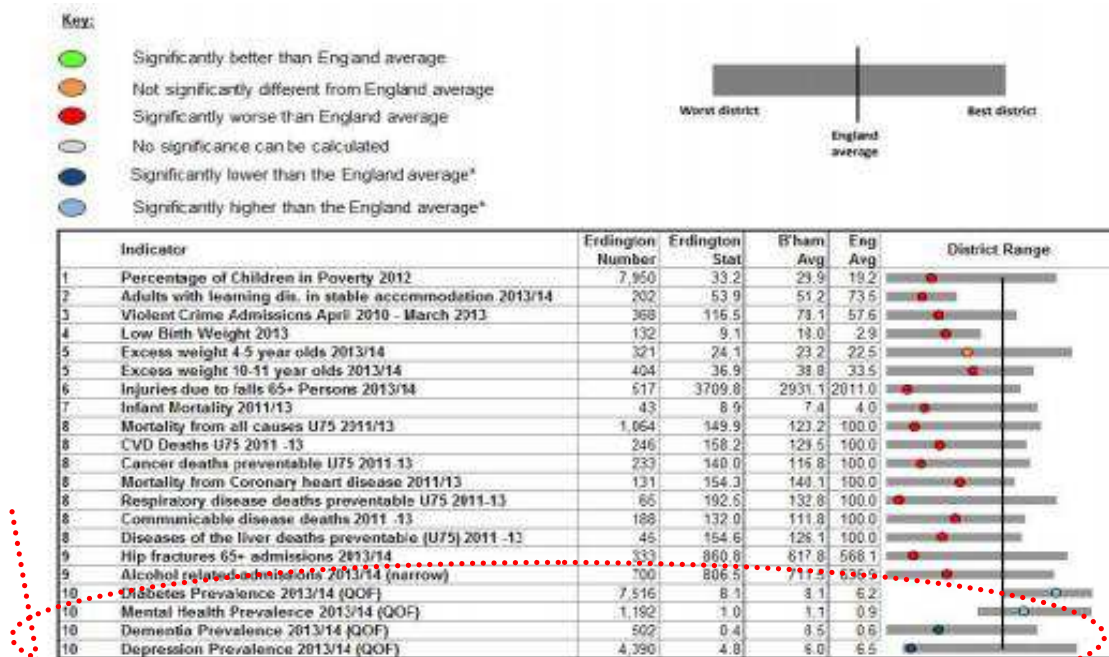 Key:
Significantly better than England average
Not significantly different from England average
Significantly worse than England average
No significance can be calculated
Significantly lower than the England average*
Significantly higher than the England average*
Worst district
Best district
England
average
Indicator Erdington Number Erdington Stat B'ham Avg Eng Avg District Range
1 Percentage of Children in Poverty 2012 7,950 33.2 29.9 19.2
2 Adults with learning dis. in stable accommodation 2013/14 202 53.9 51.2 73.5
3 Violent Crime Admissions April 2010 - March 2013 368 116.5 78.1 57.6
4 Low Birth Weight 2013 132 9.1 10.0 2.9
5 Excess weight 4-5 year olds 2013/14 321 24.1 23.2 22.5
5 Excess weight 10-11 year olds 2013/14 404 36.9 38.8 33.5
6 Injuries due to falls 65+ Persons 2013/14 517 3709.8 2931.1 2011.0
7 Infant Mortality 2011/13 43 8.9 7.4 4.0
8 Mortality from all causes U75 2011/13 1,064 149.9 123.2 100.0
8 CVD Deaths U75 2011 -13 246 158.2 129.5 100.0
8 Cancer deaths preventable U75 2011-13 233 140.0 116.8 100.0
8 Mortality from Coronary heart disease 2011/13 131 154.3 140.1 100.0
8 Respiratory disease deaths preventable U75 2011-13 66 192.5 132.8 100.0
8 Communicable disease deaths 2011 -13 188 132.0 111.8 100.0
8 Diseases of the liver deaths preventable (U75) 2011 -13 45 154.6 126.1 100.0
9 Hip fractures 65+ admissions 2013/14 333 860.8 617.8 568.1
9 Alcohol related admissions 2013/14 (narrow) 700 806.5
10 Diabetes Prevalence 2013/14 (QOF) 7,516 8.1 8.1 6.2
10 Mental Health Prevalence 2013/14 (QOF) 1,192 1.0 1.1 0.9
10 Dementia Prevalence 2013/14 (QOF) 502 0.4 0.6
10 Depression Prevalence 2013/14 (QOF) 4,390 4.8 6.0 6.5